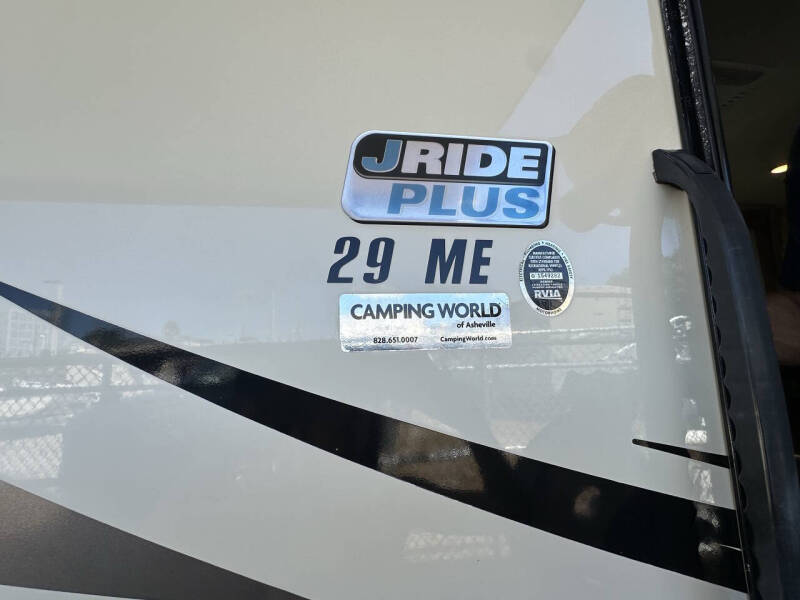 JRIDE
PLUS
29 ME
CAMPING WORLD
of Asheville
828.651.0007 CampingWorld.com
RVIA